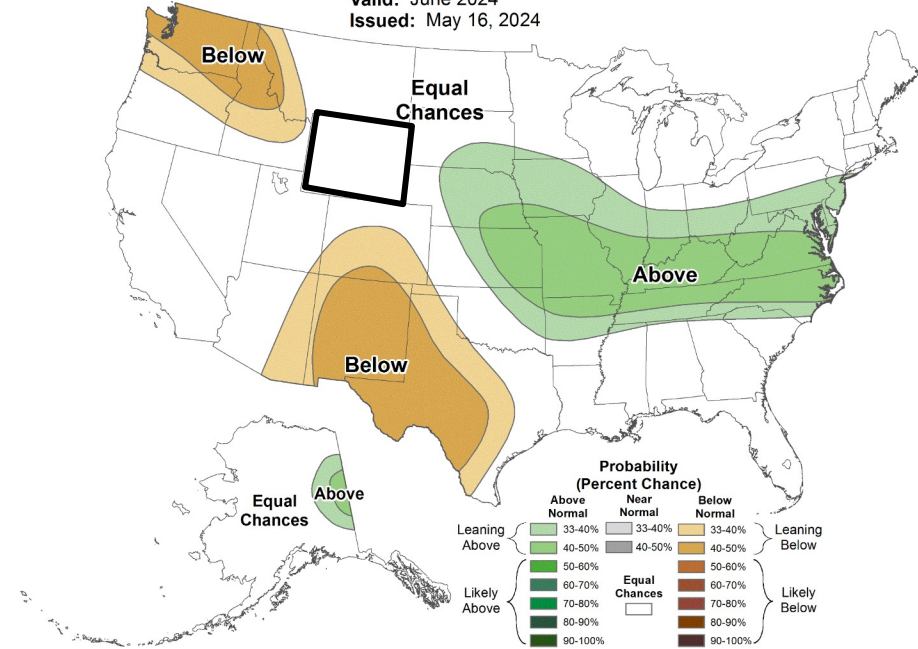 Valid: June 2024
Issued: May 16, 2024
Below
Equal
Chances
Above
Below
Equal
Chances
Above
Probability
(Percent Chance)
Above
Normal
Near
Normal
Below
Normal
Leaning
Above
33-40%
33-40%
33-40%
Leaning
Below
40-50%
40-50%
40-50%
Likely
Above
50-60%
Equal
Chances
50-60%
Likely
Below
60-70%
60-70%
70-80%
70-80%
80-90%
80-90%
90-100%
90-100%